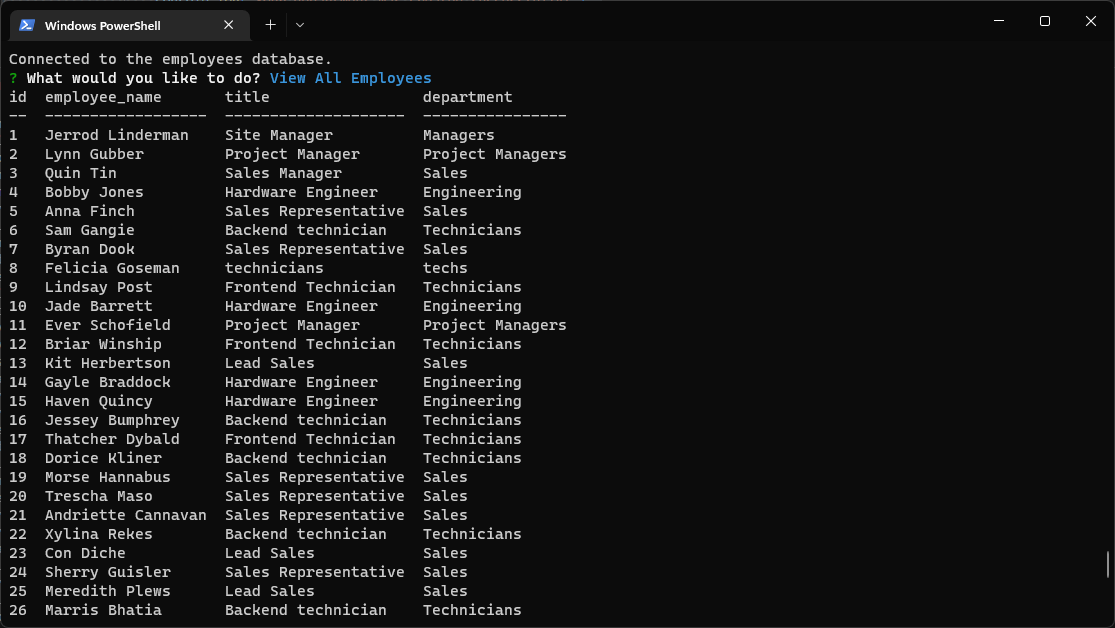 Windows PowerShell
Connected to the employees database.
? What would you like to do? View All Employees
id  employee_name       title                 department
--  ------------------  --------------------  ----------------
1   Jerrod Linderman    Site Manager          Managers
2   Lynn Gubber         Project Manager       Project Managers
3   Quin Tin            Sales Manager         Sales
4   Bobby Jones         Hardware Engineer     Engineering
5   Anna Finch          Sales Representative  Sales
6   Sam Gangie          Backend technician    Technicians
7   Byran Dook          Sales Representative  Sales
8   Felicia Goseman     technicians           techs
9   Lindsay Post        Frontend Technician   Technicians
10  Jade Barrett        Hardware Engineer     Engineering
11  Ever Schofield      Project Manager       Project Managers
12  Briar Winship       Frontend Technician   Technicians
13  Kit Herbertson      Lead Sales            Sales
14  Gayle Braddock      Hardware Engineer     Engineering
15  Haven Quincy        Hardware Engineer     Engineering
16  Jessey Bumphrey     Backend technician    Technicians
17  Thatcher Dybald     Frontend Technician   Technicians
18  Dorice Kliner       Backend technician    Technicians
19  Morse Hannabus      Sales Representative  Sales
20  Trescha Maso        Sales Representative  Sales
21  Andriette Cannavan  Sales Representative  Sales
22  Xylina Rekes        Backend technician    Technicians
23  Con Diche           Lead Sales            Sales
24  Sherry Guisler      Sales Representative  Sales
25  Meredith Plews      Lead Sales            Sales
26  Marris Bhatia       Backend technician    Technicians